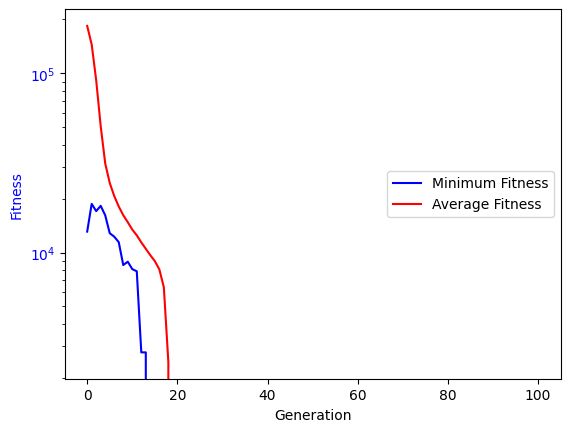 10^5
10^4
Fitness
Minimum Fitness
Average Fitness
0 20 40 60 80 100
Generation